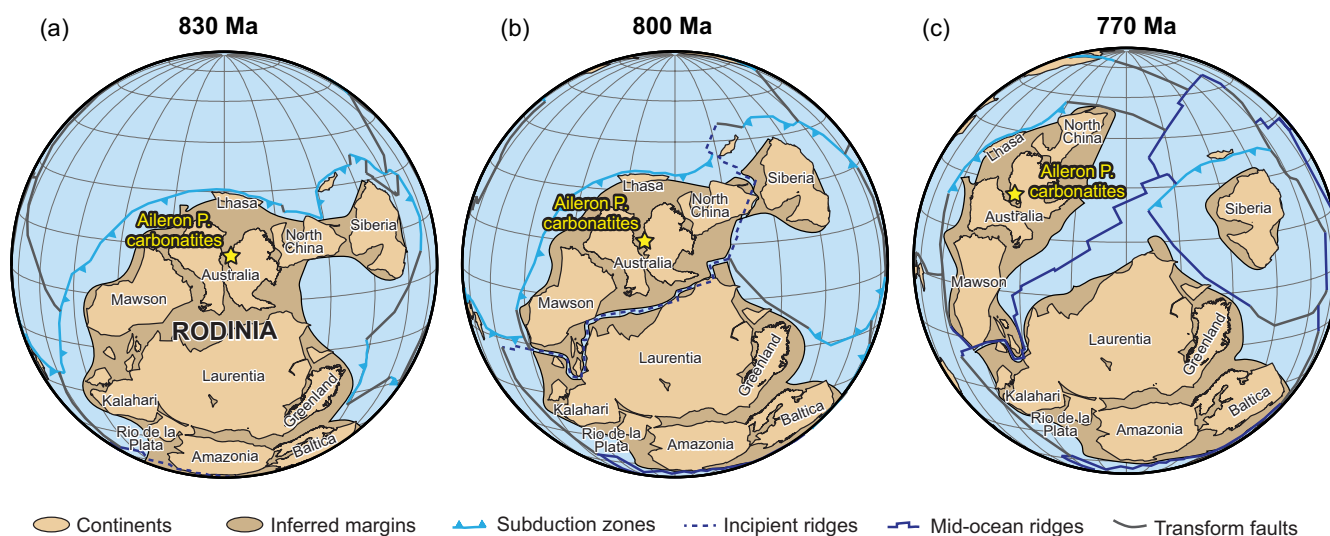 (a)
830 Ma
Lhasa
Siberia
Aileron P.
carbonatites
North
China
Australia
Mawson
RODINIA
Laurentia
Greenland
Kalahari
Rio de la
Plata
Amazonia
Baltica
(b)
800 Ma
Siberia
Lhasa
Aileron P.
carbonatites
North
China
Australia
Mawson
Laurentia
Greenland
Kalahari
Rio de la
Plata
Amazonia
Baltica
(c)
770 Ma
North
China
Lhasa
Aileron P.
carbonatites
Australia
Siberia
Mawson
Laurentia
Greenland
Kalahari
Rio de la
Plata
Amazonia
Baltica
Continents
Inferred margins
Subduction zones
Incipient ridges
Mid-ocean ridges
Transform faults